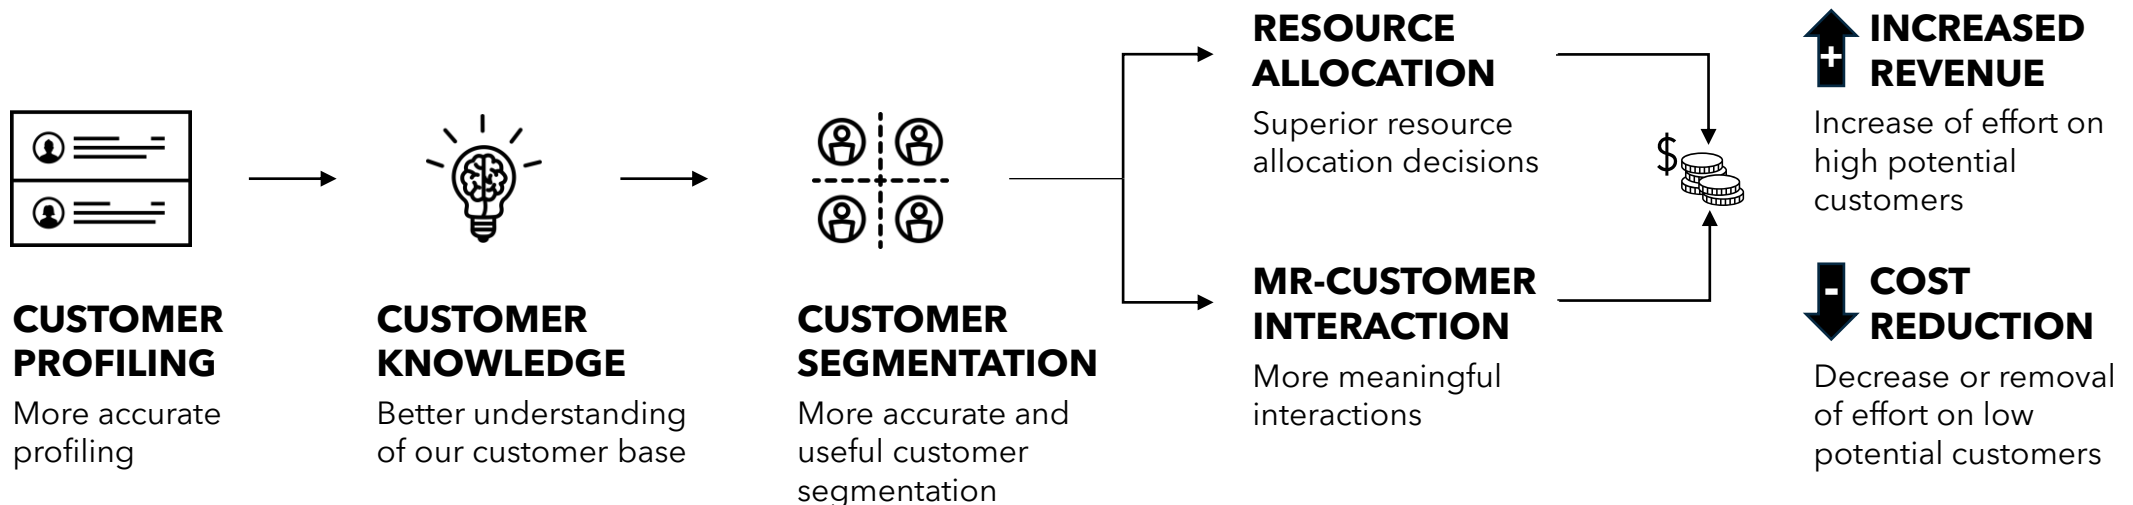 CUSTOMER
PROFILING
More accurate
profiling
CUSTOMER
KNOWLEDGE
Better understanding
of our customer base
CUSTOMER
SEGMENTATION
More accurate and
useful customer
segmentation
RESOURCE
ALLOCATION
Superior resource
allocation decisions
MR-CUSTOMER
INTERACTION
More meaningful
interactions
$
+
INCREASED
REVENUE
Increase of effort on
high potential
customers
-
COST
REDUCTION
Decrease or removal
of effort on low
potential customers